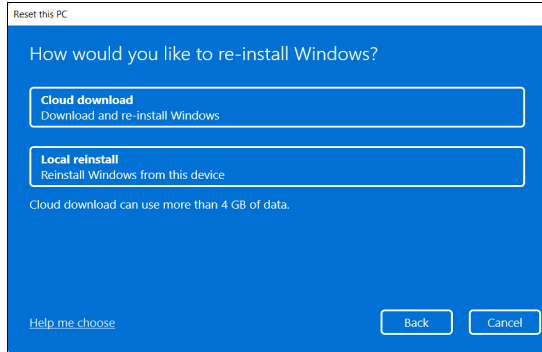 Reset this PC
How would you like to re-install Windows?
Cloud download
Download and re-install Windows
Local reinstall
Reinstall Windows from this device
Cloud download can use more than 4 GB of data.
Help me choose
Back
Cancel